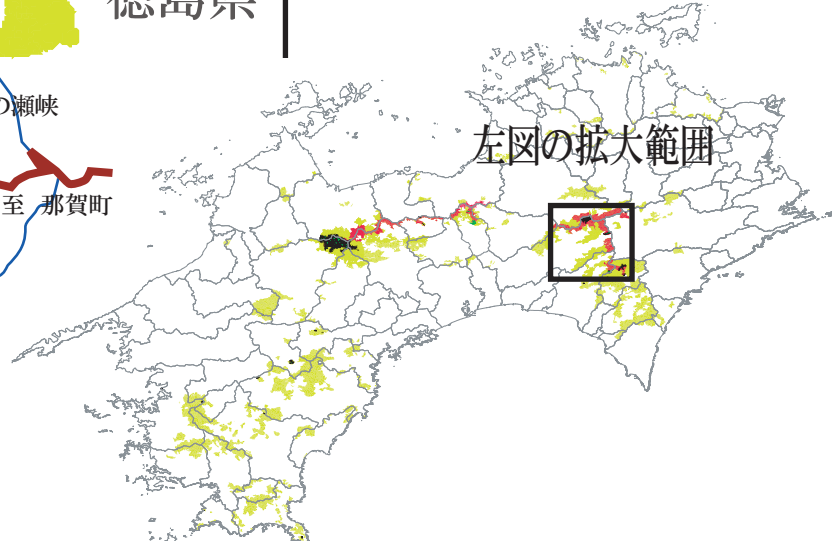 徳島県
の瀬峡
左図の拡大範囲
至 那賀町